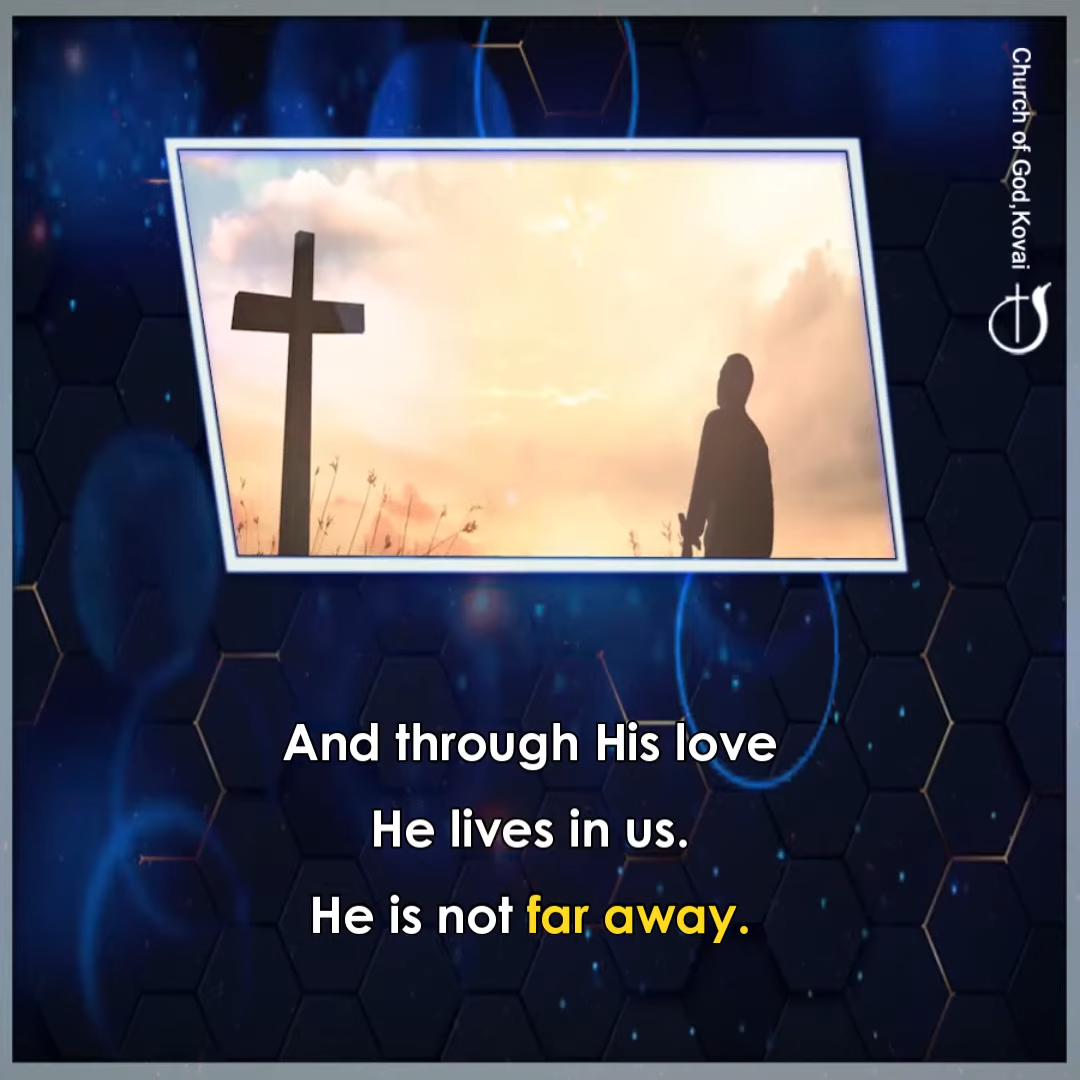 Church of God,Kovai
And through His love
He lives in us.
He is not far away.